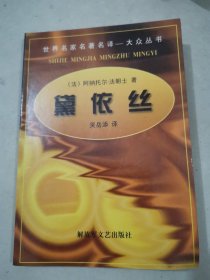 世界名家名著名译—大众丛书
SHIJIE MINGJIA MINGZHU MINGYI
(法) 阿纳托尔·法朗士 著
黛依丝
吴岳添 译
解放军文艺出版社